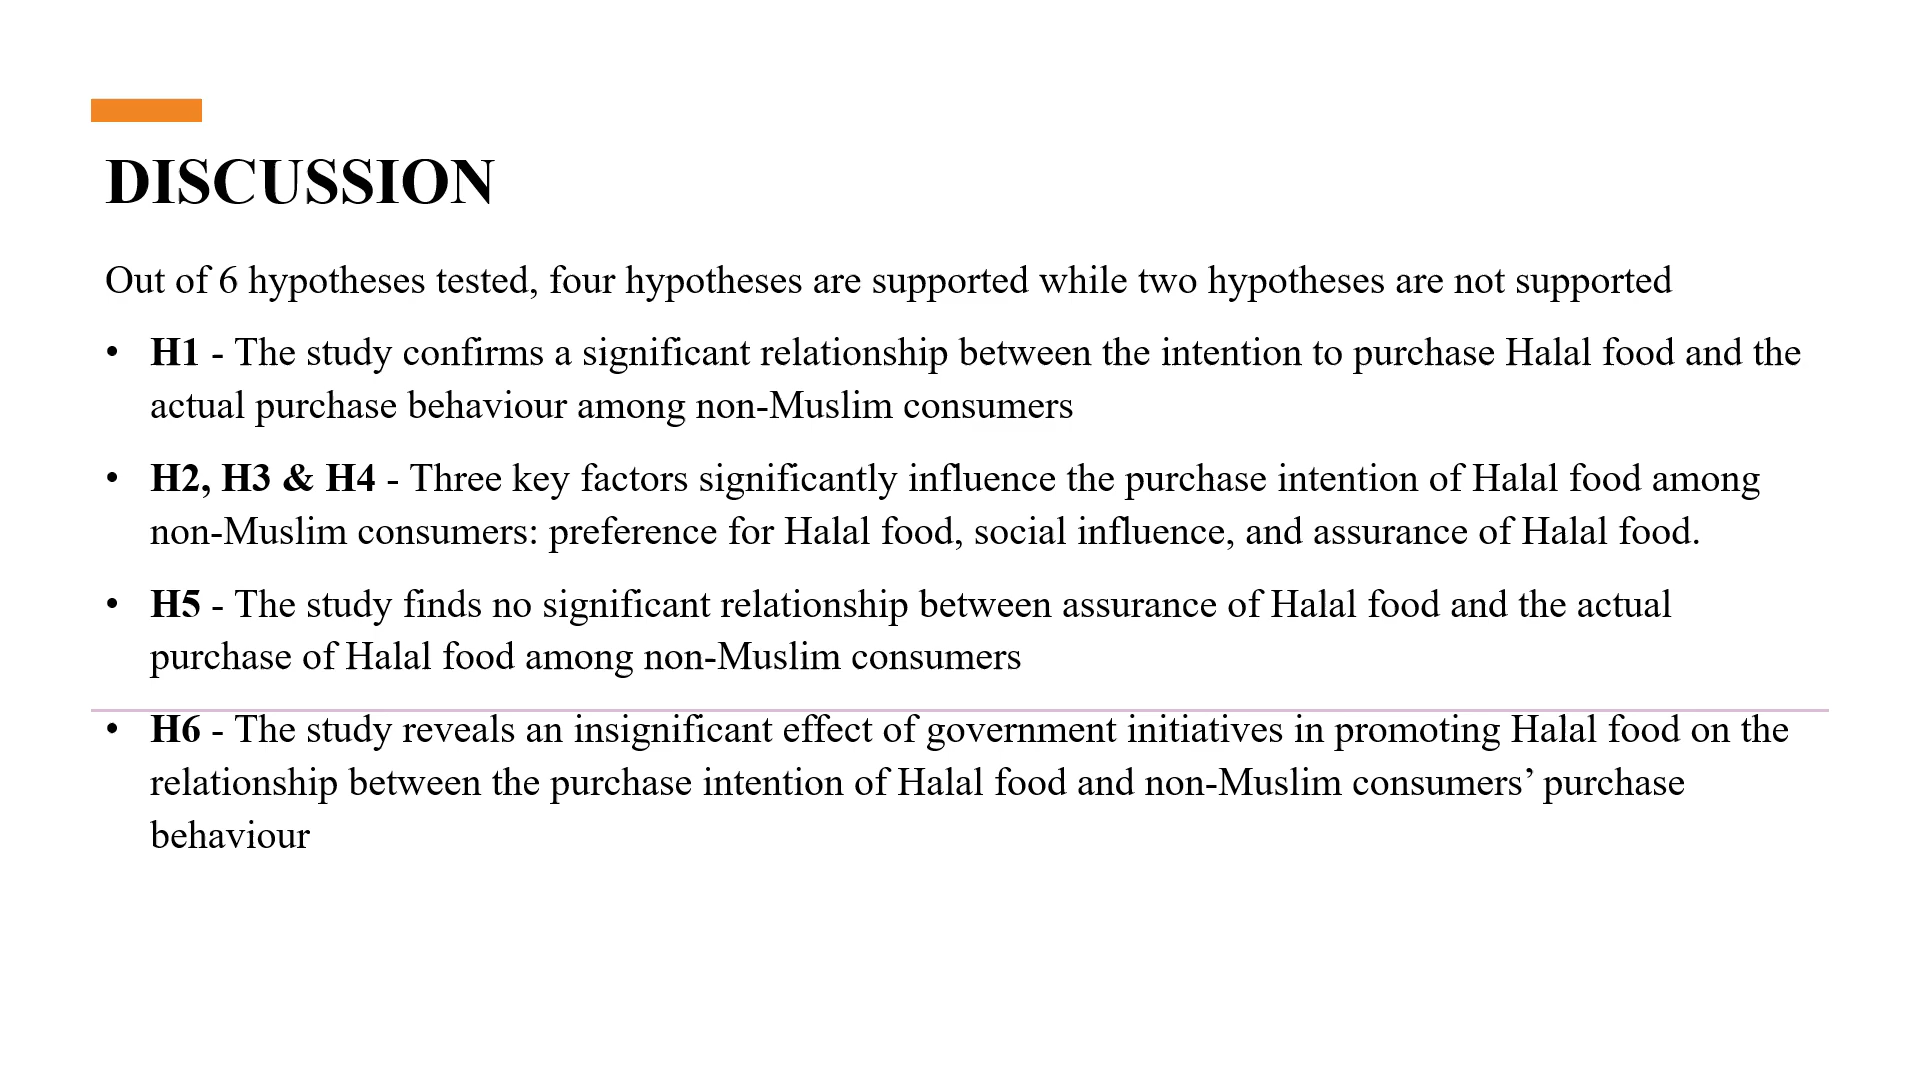 DISCUSSION
Out of 6 hypotheses tested, four hypotheses are supported while two hypotheses are not supported
• H1 - The study confirms a significant relationship between the intention to purchase Halal food and the
actual purchase behaviour among non-Muslim consumers
• H2, H3 & H4 - Three key factors significantly influence the purchase intention of Halal food among
non-Muslim consumers: preference for Halal food, social influence, and assurance of Halal food.
• H5 - The study finds no significant relationship between assurance of Halal food and the actual
purchase of Halal food among non-Muslim consumers
• H6 - The study reveals an insignificant effect of government initiatives in promoting Halal food on the
relationship between the purchase intention of Halal food and non-Muslim consumers’ purchase
behaviour